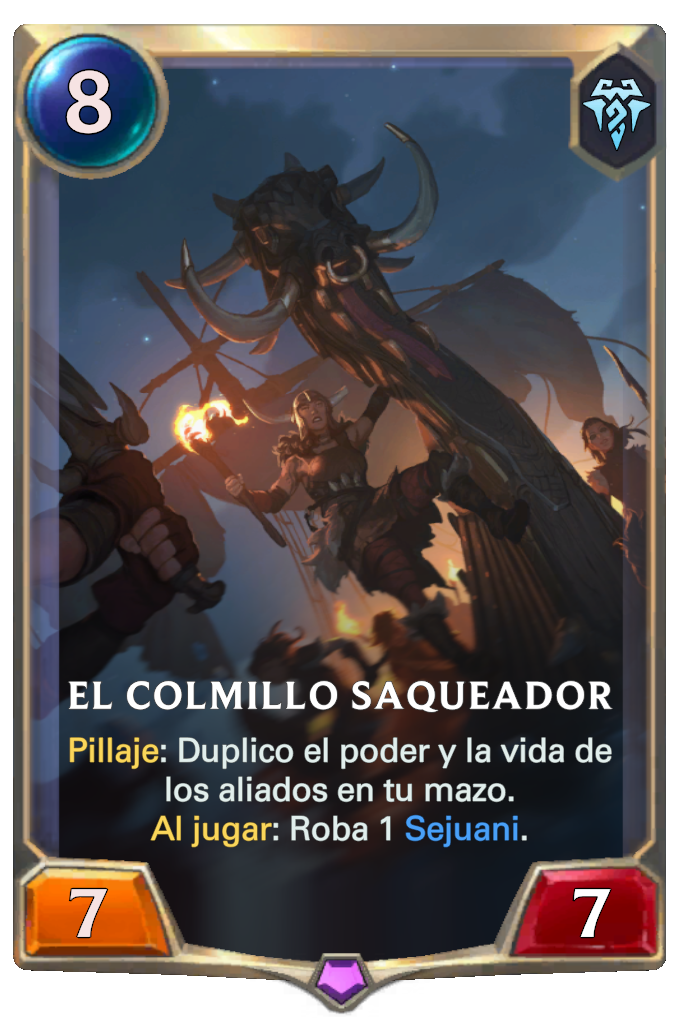 8
EL COLMILLO SAQUEADOR
Pillaje: Duplico el poder y la vida de
los aliados en tu mazo.
Al jugar: Roba 1 Sejuani.
7
7